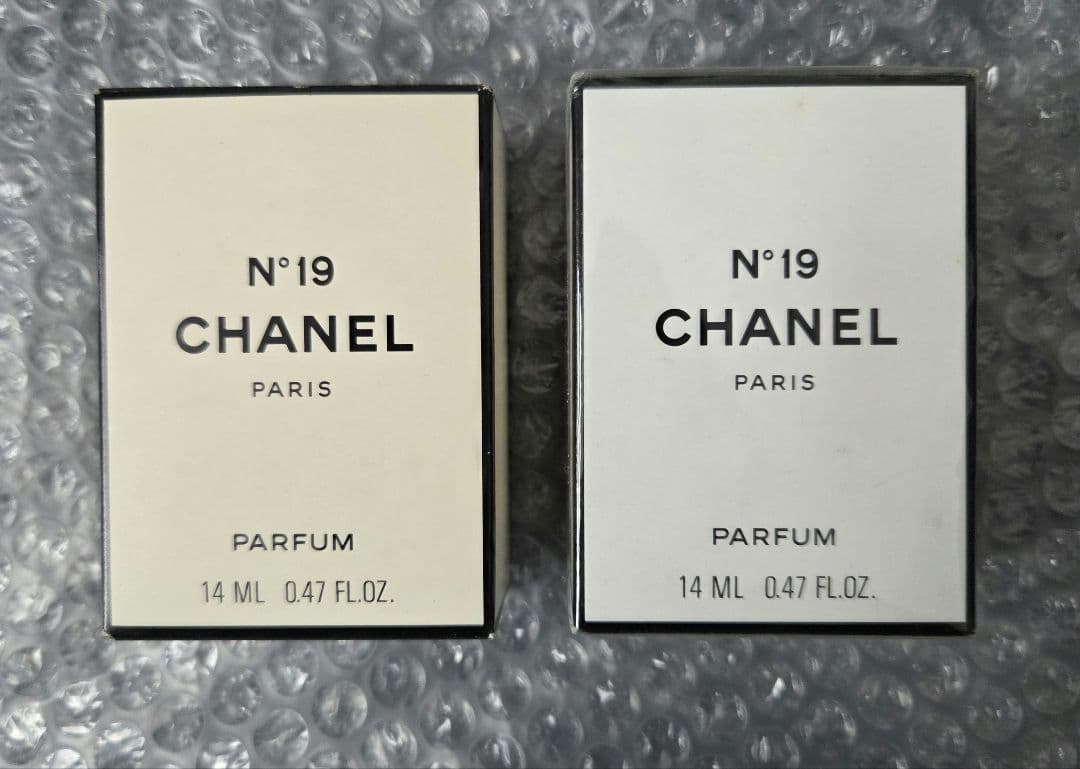 N°19
CHANEL
PARIS
PARFUM
14 ML 0.47 FL.OZ.
N°19
CHANEL
PARIS
PARFUM
14 ML 0.47 FL.OZ.